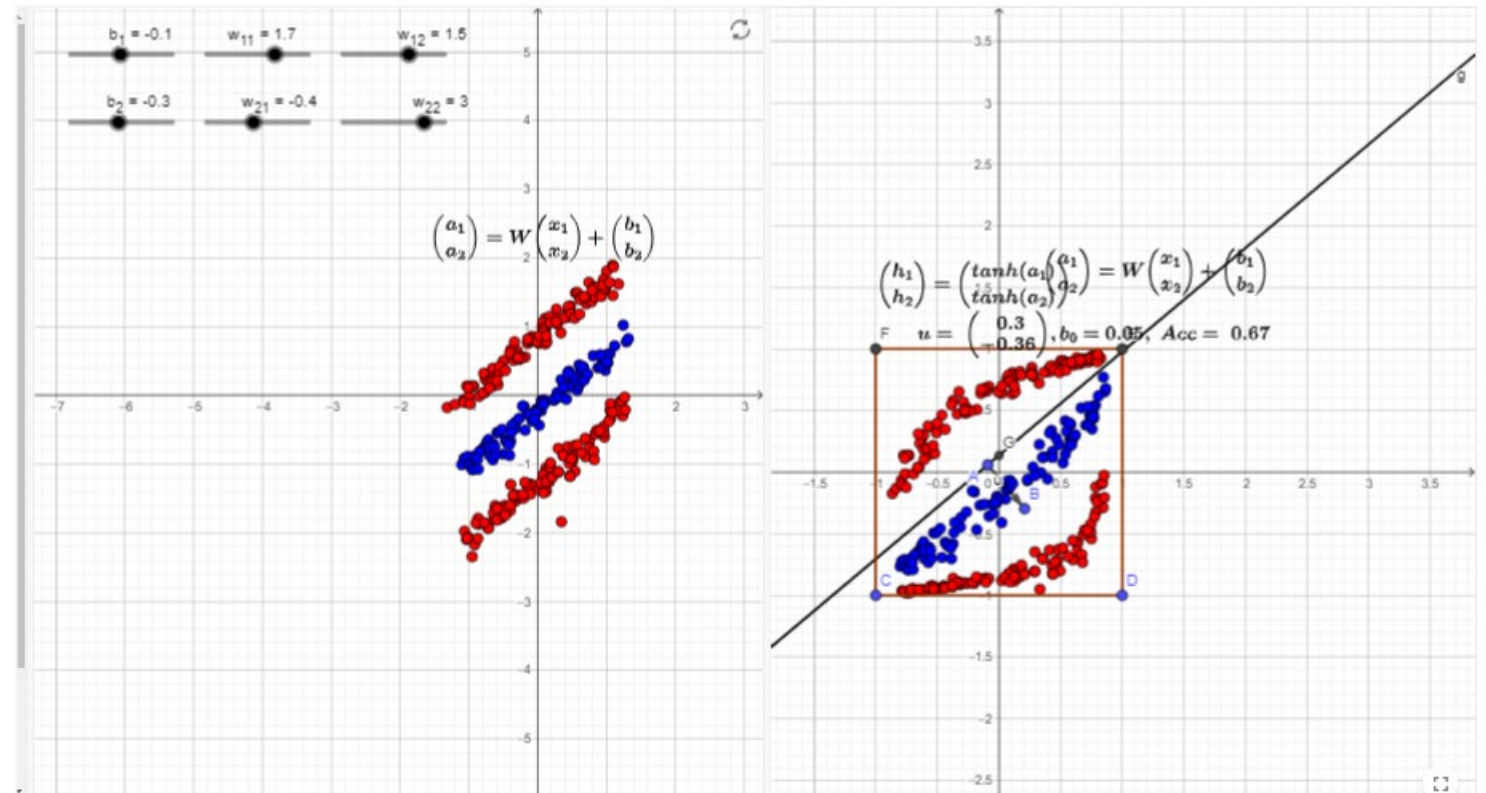 b1 = -0.1 w11 = 1.7 w12 = 1.5
b2 = -0.3 w21 = -0.4 w22 = 3
(a1 a2) = W (x1 x2) + (b1 b2)
5
4
3
2
1
-7 -6 -5 -4 -3 -2 2 3
-1
-2
-3
-4
-5
3.5
g
3
2.5
2
(h1 h2) = (tanh(a1) tanh(a2)) (a1 a2) = W (x1 x2) + (b1 b2)
1.5
F u = (0.3 -0.36), b0 = 0.05, Acc = 0.67
G
A B
-1.5 -1 -0.5 0.5 1 1.5 2 2.5 3 3.5
-0.5
C D
-1
-1.5
-2
-2.5